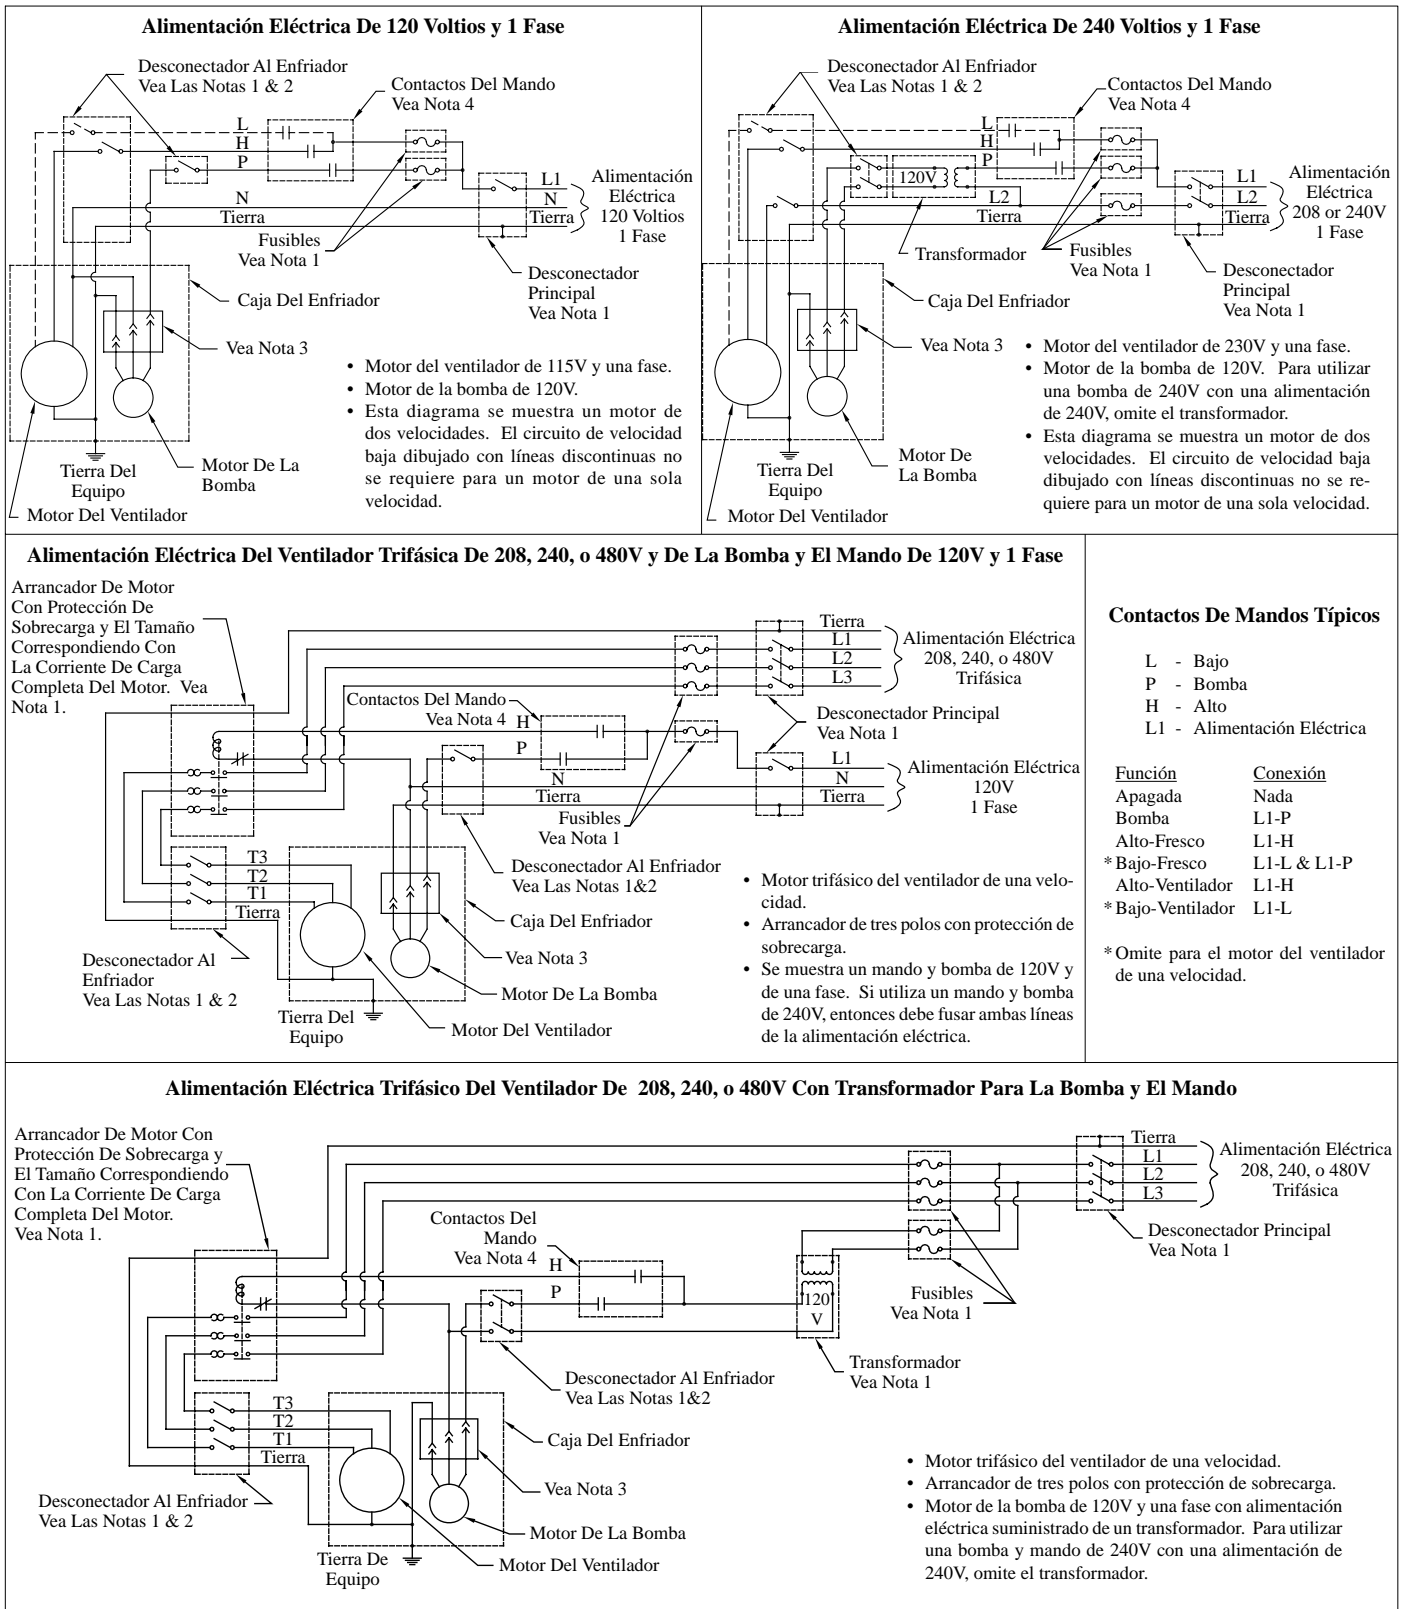 Alimentación Eléctrica De 120 Voltios y 1 Fase
Desconectador Al Enfriador
Vea Las Notas 1 & 2
Contactos Del Mando
Vea Nota 4
L
H
P
L1
N
N
Tierra
Tierra
Alimentación
Eléctrica
120 Voltios
1 Fase
Fusibles
Vea Nota 1
Desconectador
Principal
Vea Nota 1
Caja Del Enfriador
Vea Nota 3
• Motor del ventilador de 115V y una fase.
• Motor de la bomba de 120V.
• Esta diagrama se muestra un motor de
dos velocidades. El circuito de velocidad
baja dibujado con líneas discontinuas no
se requiere para un motor de una sola
velocidad.
Tierra Del
Equipo
Motor De La
Bomba
Motor Del Ventilador
Alimentación Eléctrica De 240 Voltios y 1 Fase
Desconectador Al Enfriador
Vea Las Notas 1 & 2
Contactos Del Mando
Vea Nota 4
L
H
P
120V
L1
L2
L2
Tierra
Tierra
Alimentación
Eléctrica
208 or 240V
1 Fase
Transformador
Fusibles
Vea Nota 1
Desconectador
Principal
Vea Nota 1
Caja Del Enfriador
Vea Nota 3
• Motor del ventilador de 230V y una fase.
• Motor de la bomba de 120V. Para utilizar
una bomba de 240V con una alimentación
de 240V, omite el transformador.
• Esta diagrama se muestra un motor de dos
velocidades. El circuito de velocidad baja
dibujado con líneas discontinuas no se re-
quiere para un motor de una sola velocidad.
Tierra Del
Equipo
Motor De
La Bomba
Motor Del Ventilador
Alimentación Eléctrica Del Ventilador Trifásica De 208, 240, o 480V y De La Bomba y El Mando De 120V y 1 Fase
Arrancador De Motor
Con Protección De
Sobrecarga y El Tamaño
Correspondiendo Con
La Corriente De Carga
Completa Del Motor. Vea
Nota 1.
Tierra
L1
L2
L3
Alimentación Eléctrica
208, 240, o 480V
Trifásica
Contactos Del Mando
Vea Nota 4
H
P
N
Tierra
Desconectador Principal
Vea Nota 1
L1
N
Tierra
Alimentación Eléctrica
120V
1 Fase
Fusibles
Vea Nota 1
Desconectador Al Enfriador
Vea Las Notas 1&2
T3
T2
T1
Tierra
Caja Del Enfriador
Vea Nota 3
Motor De La Bomba
Desconectador Al
Enfriador
Vea Las Notas 1 & 2
Tierra Del
Equipo
Motor Del Ventilador
• Motor trifásico del ventilador de una velo-
cidad.
• Arrancador de tres polos con protección de
sobrecarga.
• Se muestra un mando y bomba de 120V y
de una fase. Si utiliza un mando y bomba
de 240V, entonces debe fusar ambas líneas
de la alimentación eléctrica.
Contactos De Mandos Típicos
L - Bajo
P - Bomba
H - Alto
L1 - Alimentación Eléctrica
Función Conexión
Apagada Nada
Bomba L1-P
Alto-Fresco L1-H
* Bajo-Fresco L1-L & L1-P
Alto-Ventilador L1-H
* Bajo-Ventilador L1-L
* Omite para el motor del ventilador
de una velocidad.
Alimentación Eléctrica Trifásico Del Ventilador De 208, 240, o 480V Con Transformador Para La Bomba y El Mando
Arrancador De Motor Con
Protección De Sobrecarga y
El Tamaño Correspondiendo
Con La Corriente De Carga
Completa Del Motor.
Vea Nota 1.
Tierra
L1
L2
L3
Alimentación Eléctrica
208, 240, o 480V
Trifásica
Contactos Del
Mando
Vea Nota 4
H
P
120
V
Desconectador Principal
Vea Nota 1
Fusibles
Vea Nota 1
Transformador
Vea Nota 1
Desconectador Al Enfriador
Vea Las Notas 1&2
T3
T2
T1
Tierra
Caja Del Enfriador
Vea Nota 3
Motor De La Bomba
Desconectador Al Enfriador
Vea Las Notas 1 & 2
Tierra De
Equipo
Motor Del Ventilador
• Motor trifásico del ventilador de una velocidad.
• Arrancador de tres polos con protección de sobrecarga.
• Motor de la bomba de 120V y una fase con alimentación
eléctrica suministrado de un transformador. Para utilizar
una bomba y mando de 240V con una alimentación de
240V, omite el transformador.